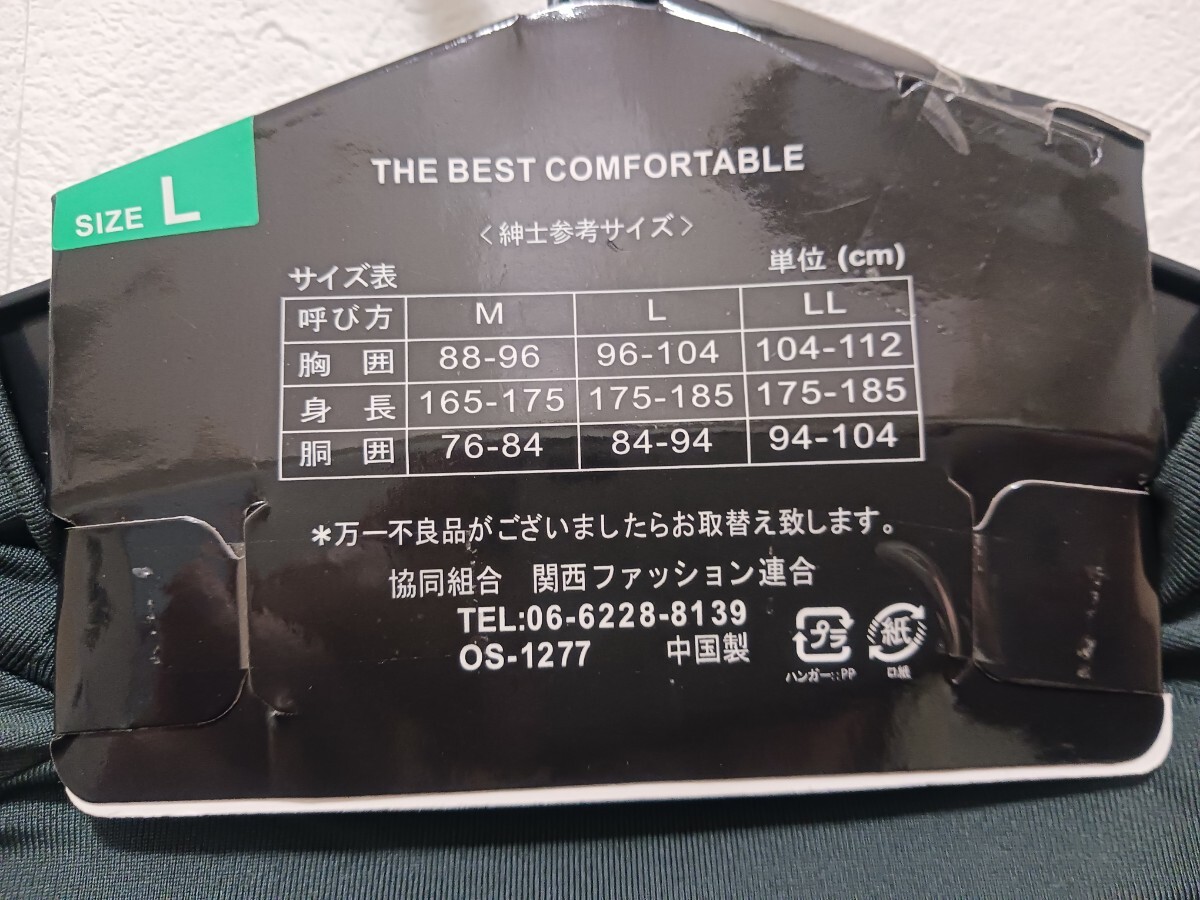 SIZE L
THE BEST COMFORTABLE
〈紳士参考サイズ〉
サイズ表 単位 (cm)
呼び方 M L LL
胸囲 88-96 96-104 104-112
身長 165-175 175-185 175-185
胴囲 76-84 84-94 94-104
*万一不良品がございましたらお取替え致します。
協同組合 関西ファッション連合
TEL:06-6228-8139
OS-1277 中国製
プラ 紙
ハンガー::PP ロ紙